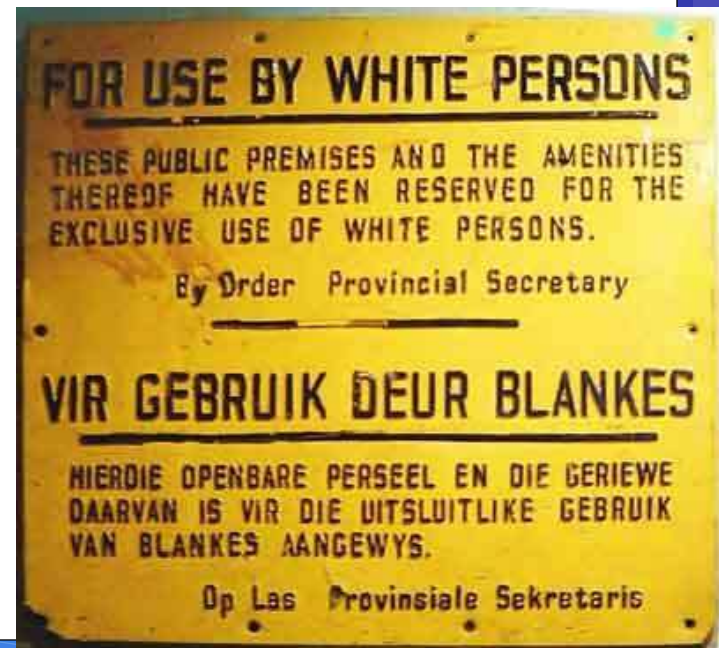 FOR USE BY WHITE PERSONS
THESE PUBLIC PREMISES AND THE AMENITIES
THEREOF HAVE BEEN RESERVED FOR THE
EXCLUSIVE USE OF WHITE PERSONS.
By Order Provincial Secretary
VIR GEBRUIK DEUR BLANKES
HIERDIE OPENBARE PERSEEL EN DIE GERIEWE
DAARVAN IS VIR DIE UITSLUITLIKE GEBRUIK
VAN BLANKES AANGEWYS.
Op Las Provinsiale Sekretaris